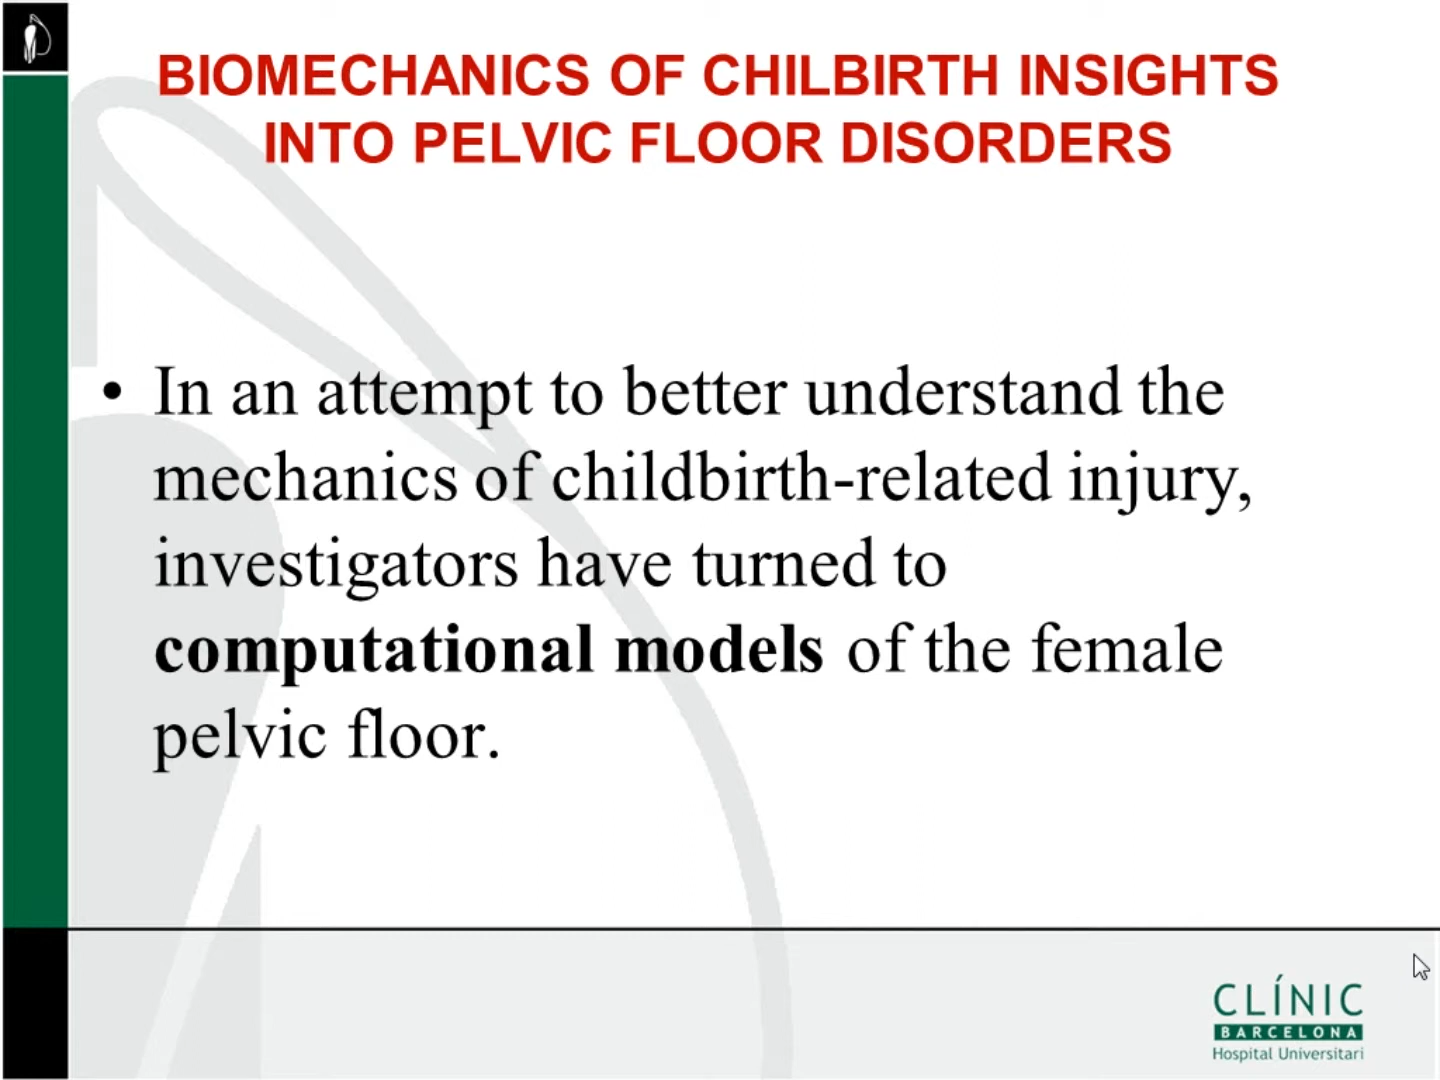 BIOMECHANICS OF CHILBIRTH INSIGHTS
INTO PELVIC FLOOR DISORDERS
• In an attempt to better understand the
mechanics of childbirth-related injury,
investigators have turned to
computational models of the female
pelvic floor.
CLÍNIC
BARCELONA
Hospital Universitari